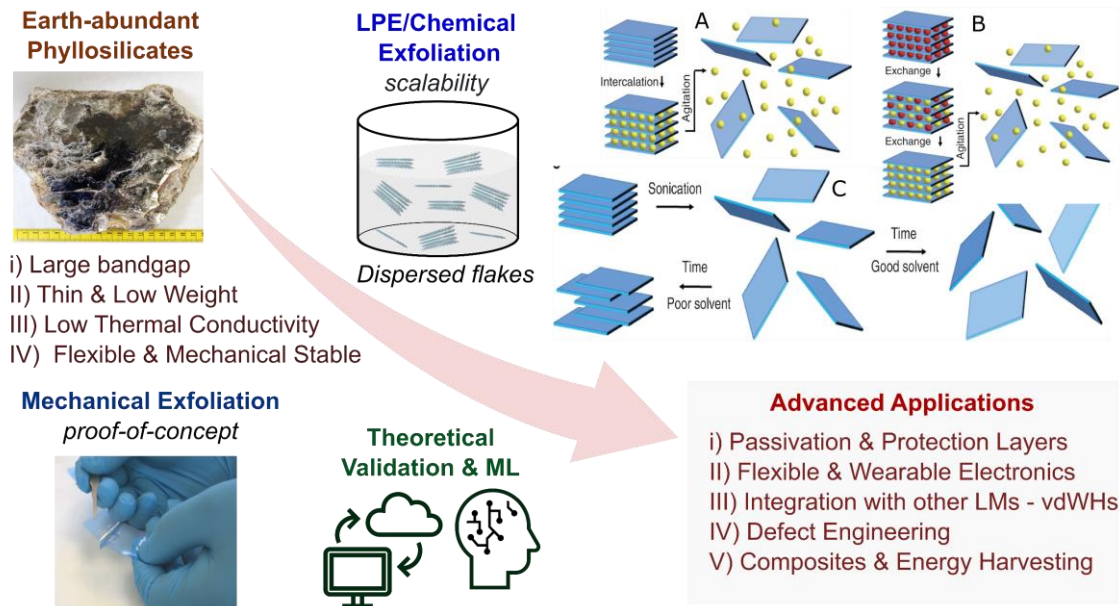 Earth-abundant
Phyllosilicates
i) Large bandgap
II) Thin & Low Weight
III) Low Thermal Conductivity
IV) Flexible & Mechanical Stable
Mechanical Exfoliation
proof-of-concept
LPE/Chemical
Exfoliation
scalability
Dispersed flakes
Theoretical
Validation & ML
A
Intercalation
Agitation
B
Exchange
Exchange
Agitation
C
Sonication
Time
Good solvent
Time
Poor solvent
Advanced Applications
i) Passivation & Protection Layers
II) Flexible & Wearable Electronics
III) Integration with other LMs - vdWHs
IV) Defect Engineering
V) Composites & Energy Harvesting